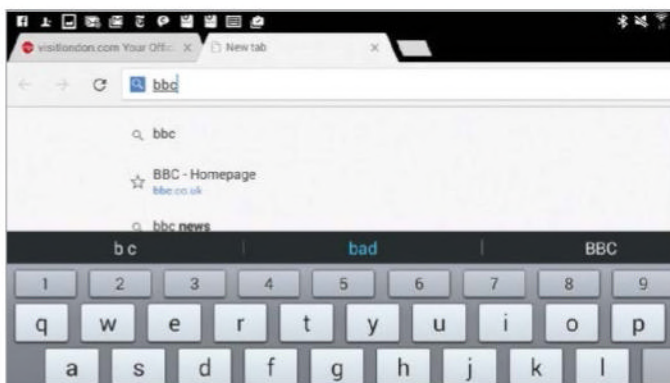 visitlondon.com Your Offic.. X New tab X
bbc
bbc
BBC - Homepage
bbc.co.uk
bbc news
b c bad BBC
1 2 3 4 5 6 7 8 9
q w e r t y u i o p
a s d f g h j k l